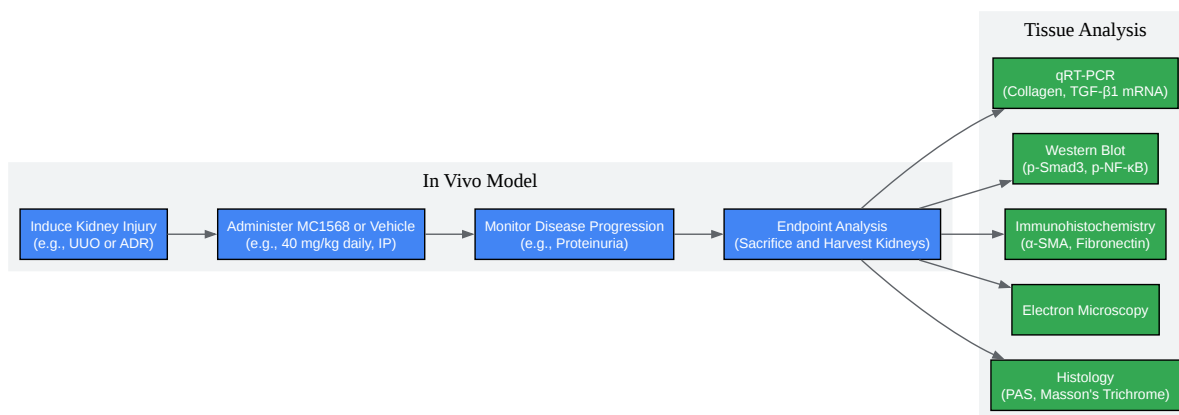 In Vivo Model
Induce Kidney Injury
(e.g., UUO or ADR)
Administer MC1568 or Vehicle
(e.g., 40 mg/kg daily, IP)
Monitor Disease Progression
(e.g., Proteinuria)
Endpoint Analysis
(Sacrifice and Harvest Kidneys)
Tissue Analysis
qRT-PCR
(Collagen, TGF-β1 mRNA)
Western Blot
(p-Smad3, p-NF-κB)
Immunohistochemistry
(α-SMA, Fibronectin)
Electron Microscopy
Histology
(PAS, Masson's Trichrome)